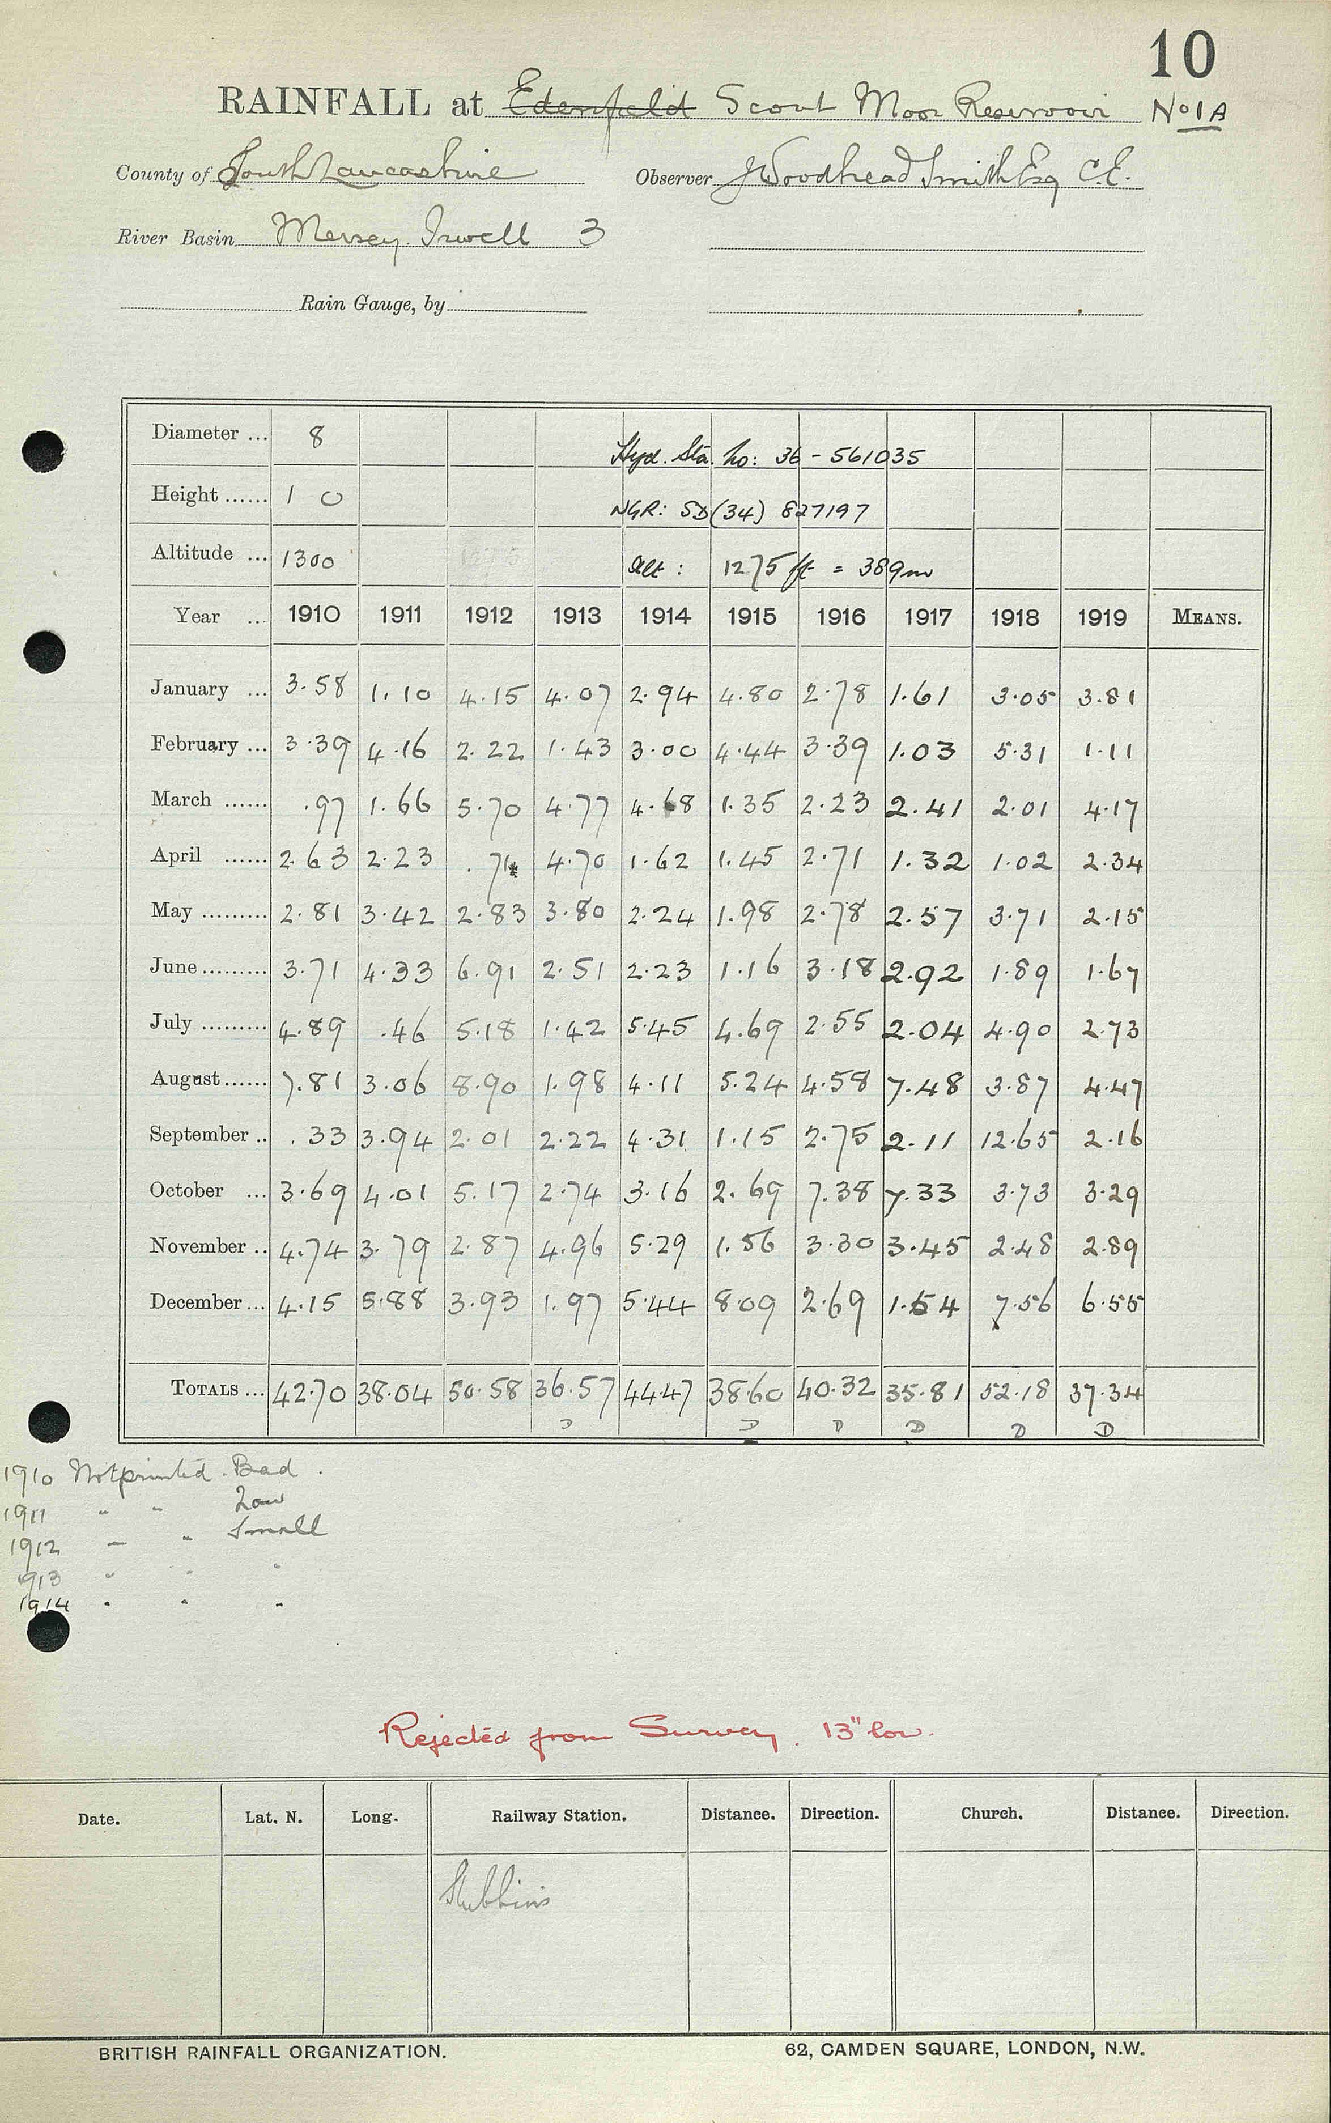 10
RAINFALL at Edenfield Scout Moor Reservoir No 1A
County of South Lancashire Observer J Woodhead Smith Esq C.E.
River Basin Mersey. Irwell 3
Rain Gauge, by
Diameter ... 8 Hyd. Sta. No: 36 - 561035
Height ...... 1 0 NGR: SD (34) 827197
Altitude ... 1300 Alt : 1275 ft = 389m
Year ... 1910 1911 1912 1913 1914 1915 1916 1917 1918 1919 MEANS.
January ... 3.58 1.10 4.15 4.07 2.94 4.80 2.78 1.61 3.05 3.81
February ... 3.39 4.16 2.22 1.43 3.00 4.44 3.39 1.03 5.31 1.11
March ...... .97 1.66 5.70 4.77 4.68 1.35 2.23 2.41 2.01 4.17
April ...... 2.63 2.23 .71 4.70 1.62 1.45 2.71 1.32 1.02 2.34
May ......... 2.81 3.42 2.83 3.80 2.24 1.98 2.78 2.57 3.71 2.15
June ......... 3.71 4.33 6.91 2.51 2.23 1.16 3.18 2.92 1.89 1.67
July ......... 4.89 .46 5.18 1.42 5.45 4.69 2.55 2.04 4.90 2.73
August ...... 7.81 3.06 8.90 1.98 4.11 5.24 4.58 7.48 3.87 4.47
September .. .33 3.94 2.01 2.22 4.31 1.15 2.75 2.11 12.65 2.16
October ... 3.69 4.01 5.17 2.74 3.16 2.69 7.38 7.33 3.73 3.29
November .. 4.74 3.79 2.87 4.96 5.29 1.56 3.30 3.45 2.48 2.89
December ... 4.15 5.88 3.93 1.97 5.44 8.09 2.69 1.54 7.56 6.55
TOTALS ... 42.70 38.04 50.58 36.57 44.47 38.60 40.32 35.81 52.18 37.34
D D D D D D
1910 Not printed. Bad.
1911 " " Low
1912 " " Small
1913 " " "
1914 " " "
Rejected from Survey. 13" low.
Date. Lat. N. Long. Railway Station. Distance. Direction. Church. Distance. Direction.
Stubbins
BRITISH RAINFALL ORGANIZATION. 62, CAMDEN SQUARE, LONDON, N.W.